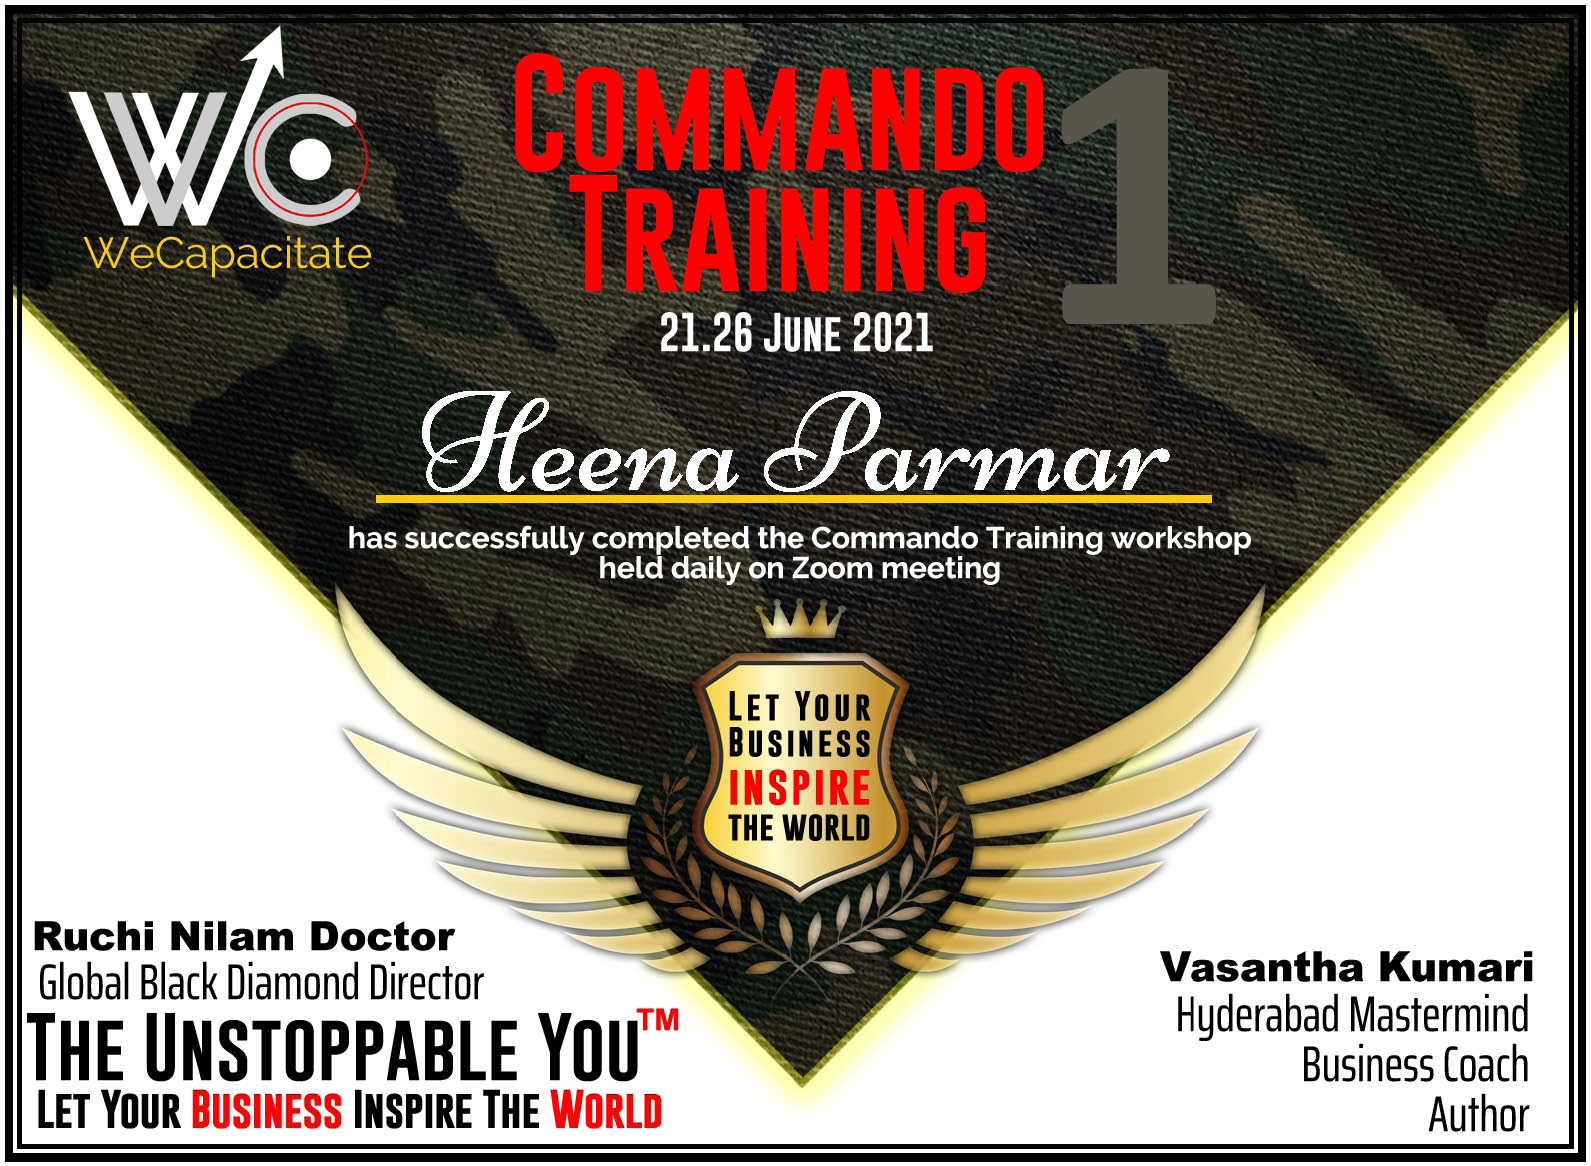 WC
WeCapacitate
COMMANDO
TRAINING
1
21.26 JUNE 2021
Heena Parmar
has successfully completed the Commando Training workshop
held daily on Zoom meeting
LET YOUR
BUSINESS
INSPIRE
THE WORLD
Ruchi Nilam Doctor
Global Black Diamond Director
THE UNSTOPPABLE YOU™
LET YOUR BUSINESS INSPIRE THE WORLD
Vasantha Kumari
Hyderabad Mastermind
Business Coach
Author